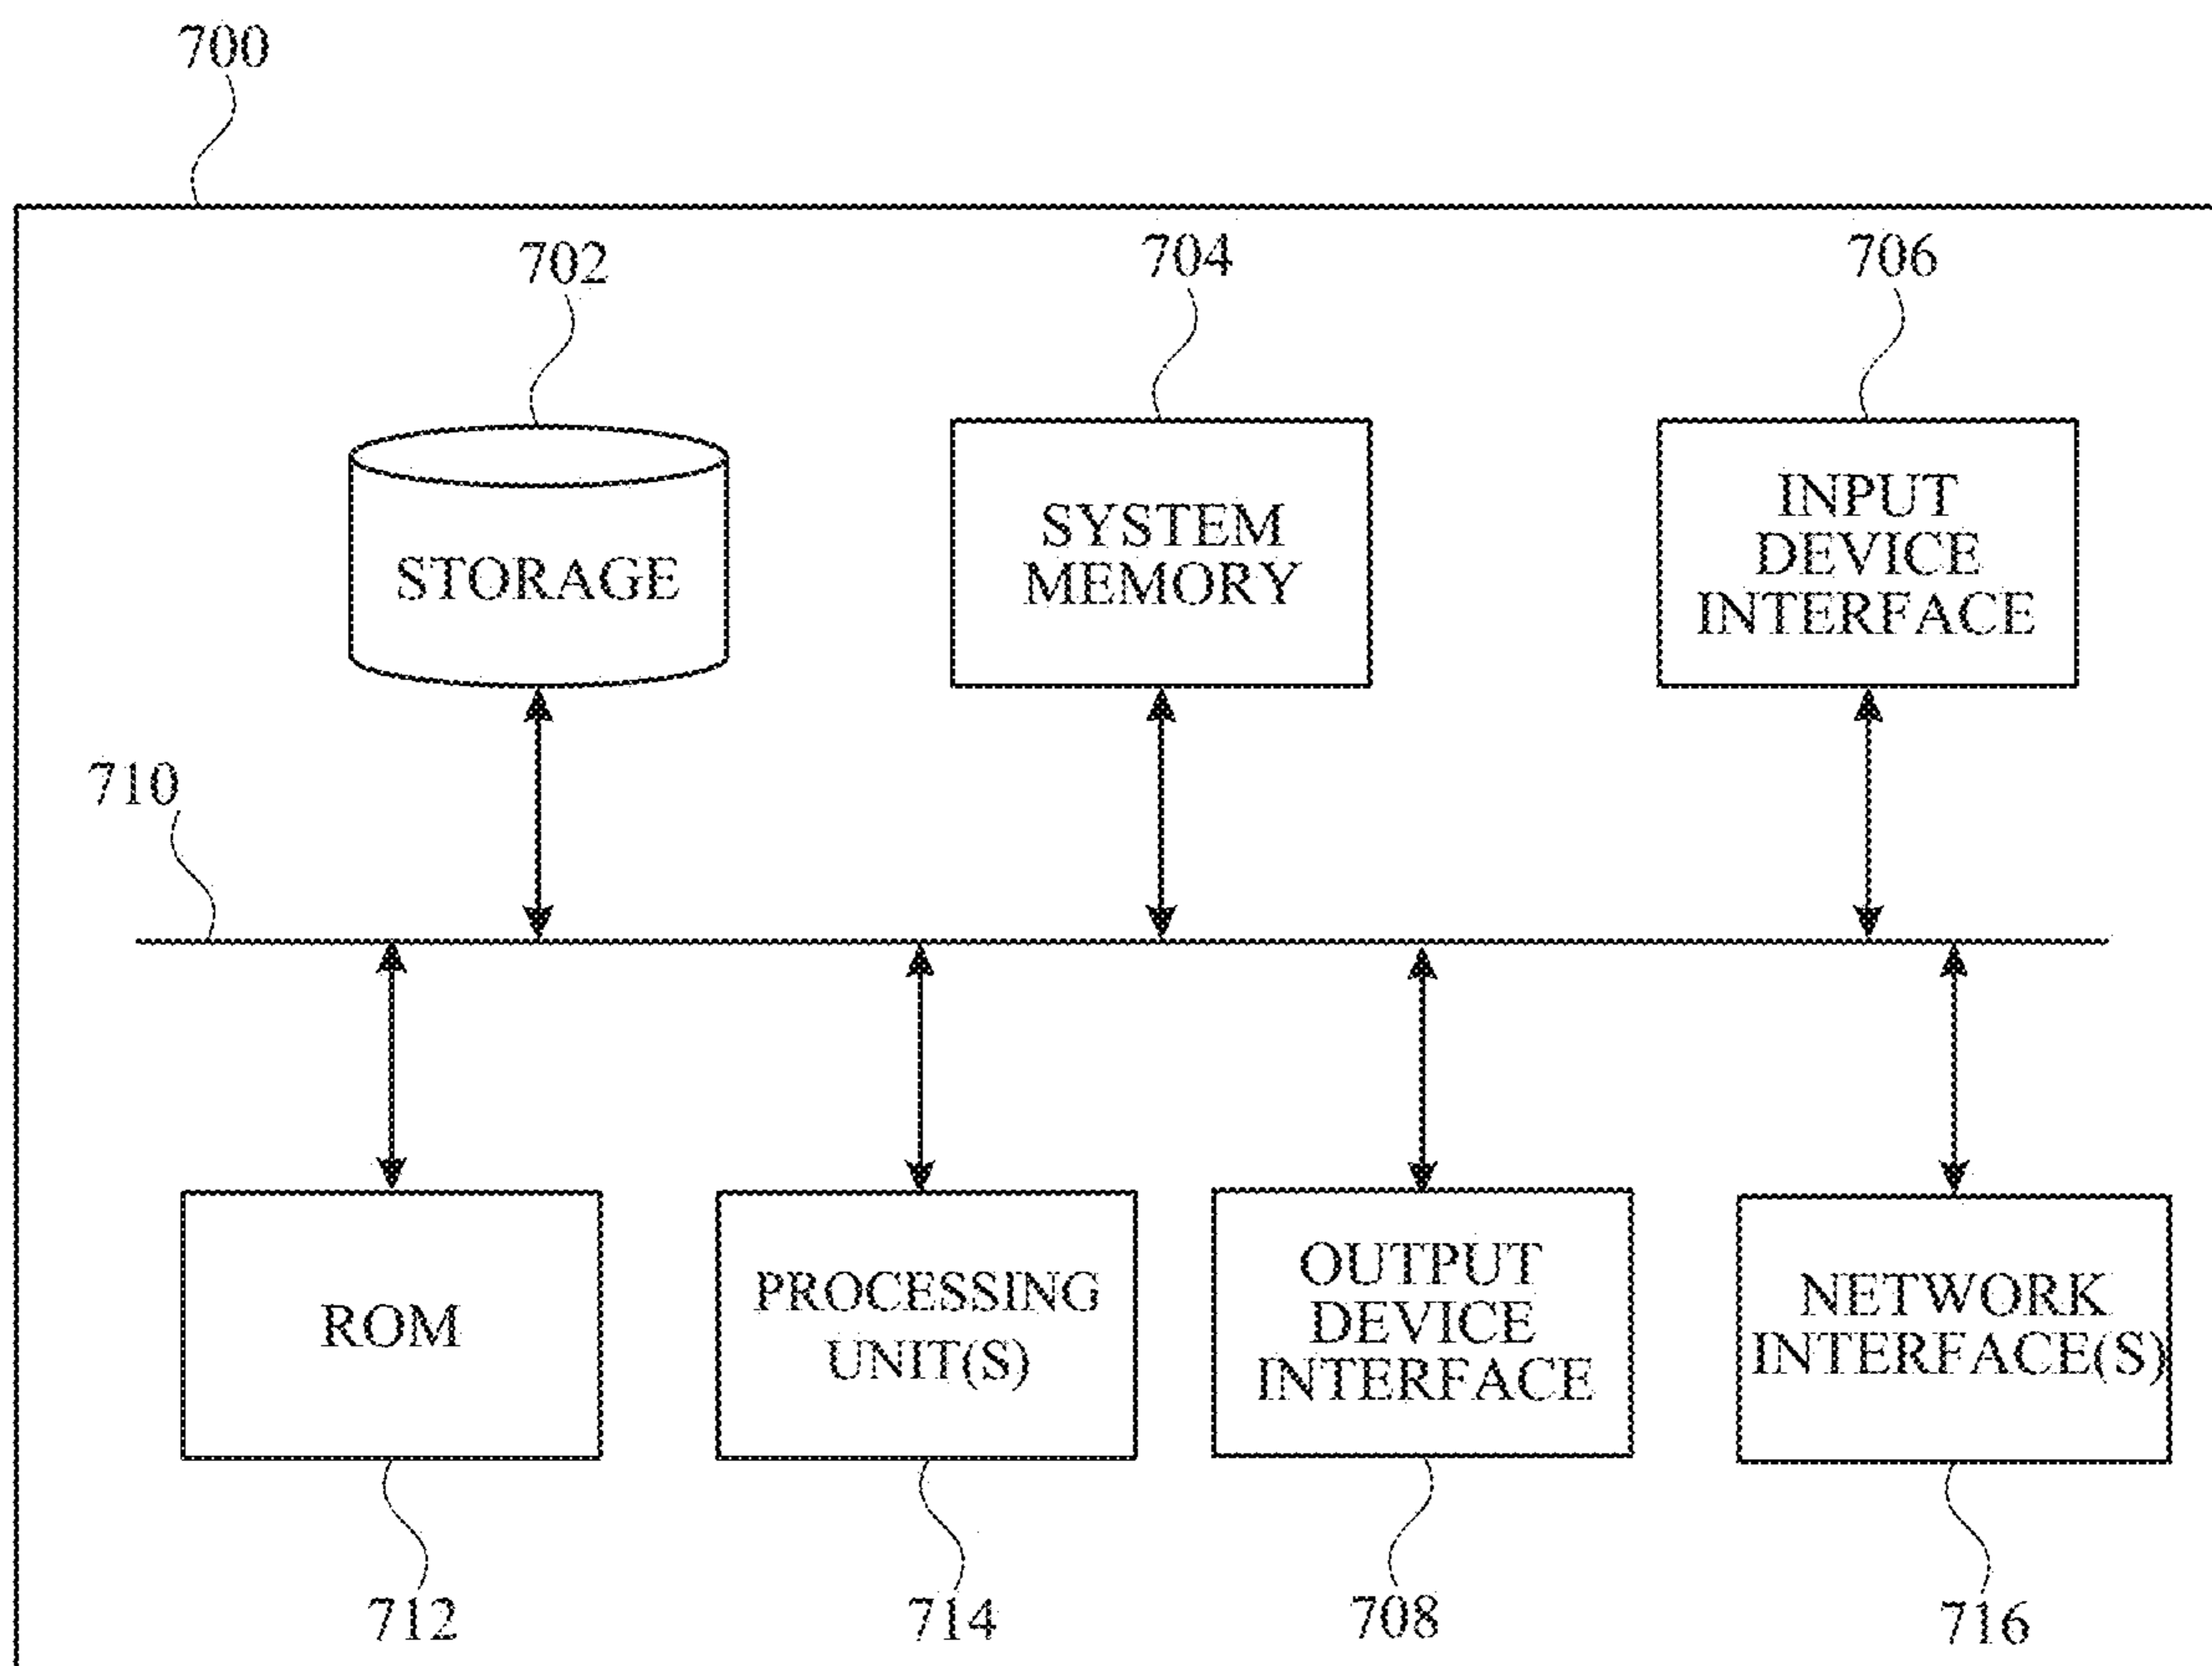 700
702
704
706
STORAGE
SYSTEM
MEMORY
INPUT
DEVICE
INTERFACE
710
ROM
PROCESSING
UNIT(S)
OUTPUT
DEVICE
INTERFACE
NETWORK
INTERFACE(S)
712
714
708
716